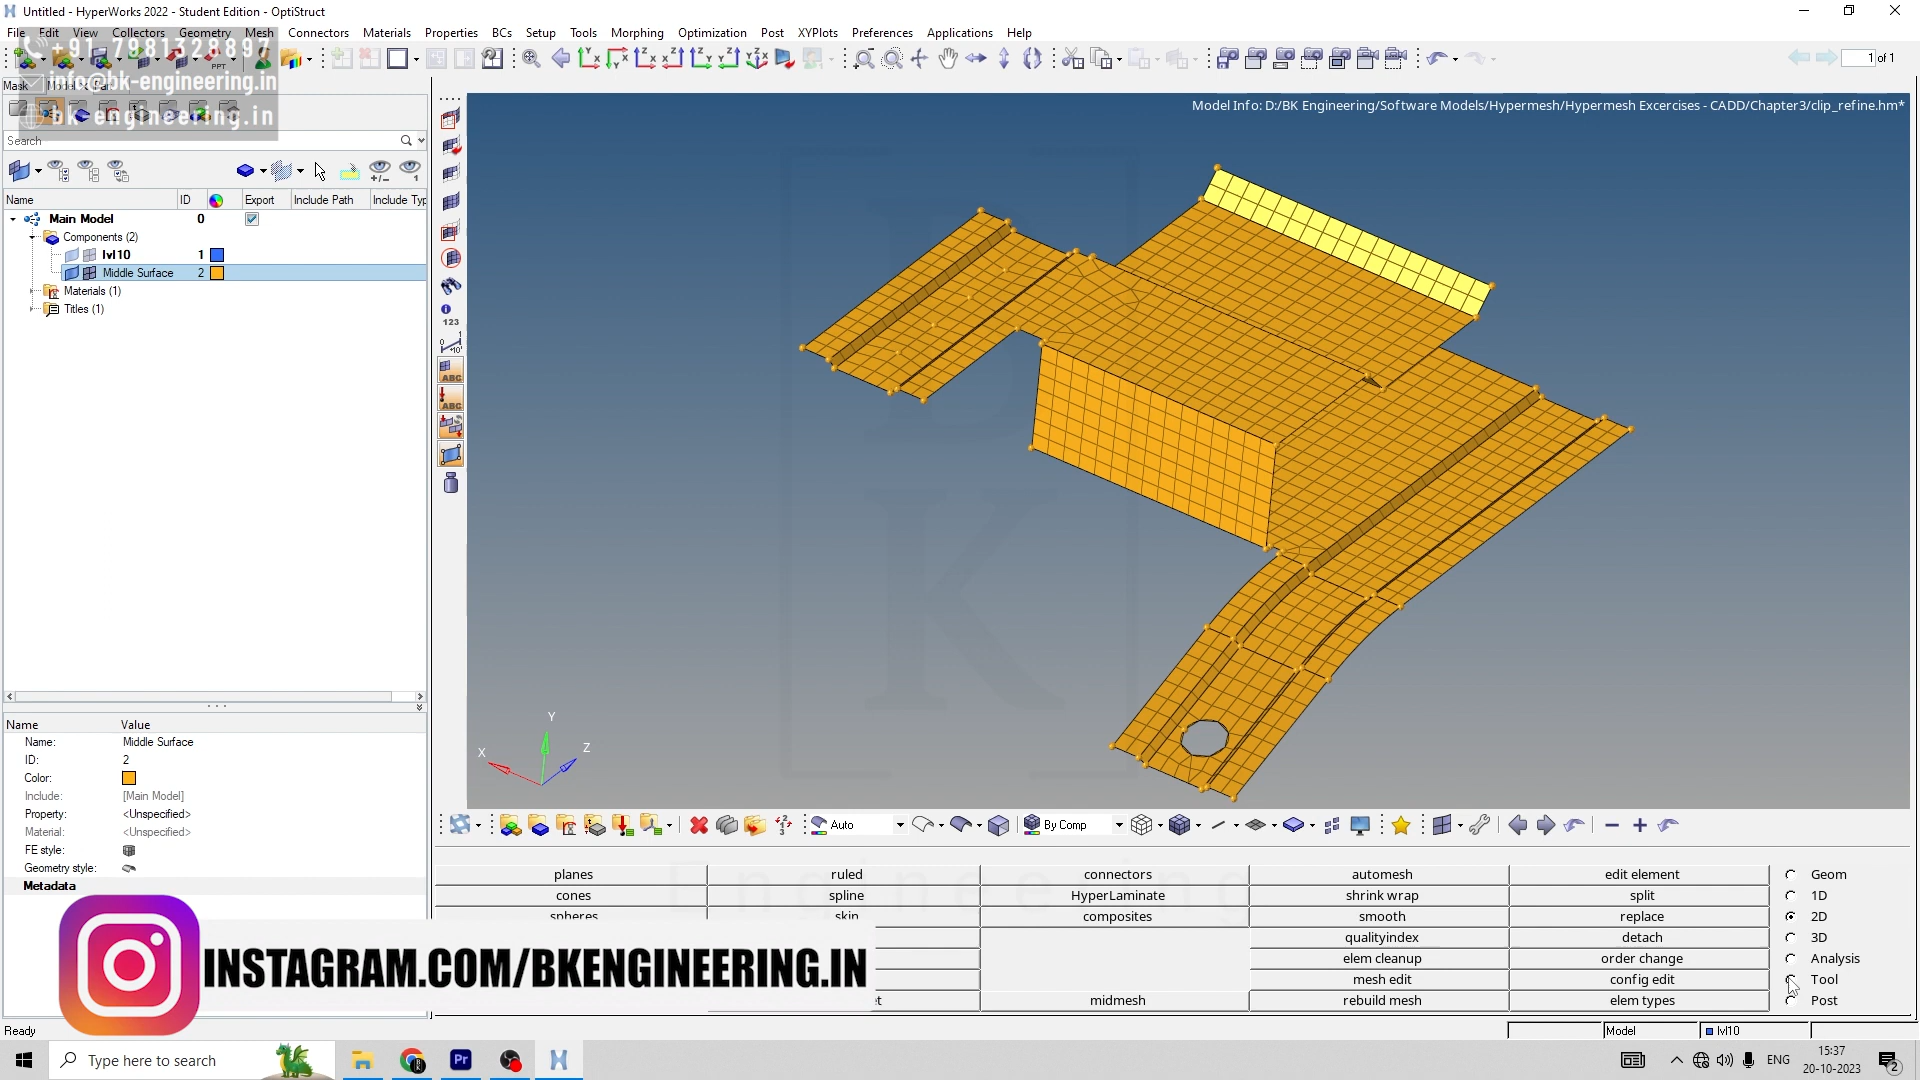 Untitled - HyperWorks 2022 - Student Edition - OptiStruct
File Edit View Collectors Geometry Mesh Connectors Materials Properties BCs Setup Tools Morphing Optimization Post XYPlots Preferences Applications Help
+91- 7981328897
info@bk-engineering.in
bk-engineering.in
Mask
1 of 1
Search
Name ID Export Include Path Include Typ
Main Model 0
Components (2)
lvl10 1
Middle Surface 2
Materials (1)
Titles (1)
Model Info: D:/BK Engineering/Software Models/Hypermesh/Hypermesh Excercises - CADD/Chapter3/clip_refine.hm*
Y
X
Z
Name Value
Name: Middle Surface
ID: 2
Color:
Include: [Main Model]
Property: <Unspecified>
Material: <Unspecified>
FE style:
Geometry style:
Metadata
Auto
By Comp
planes ruled connectors automesh edit element Geom
cones spline HyperLaminate shrink wrap split 1D
spheres skin composites smooth replace 2D
qualityindex detach 3D
elem cleanup order change Analysis
mesh edit config edit Tool
midmesh rebuild mesh elem types Post
INSTAGRAM.COM/BKENGINEERING.IN
Ready
Model
lvl10
Type here to search
ENG
15:37
20-10-2023
2